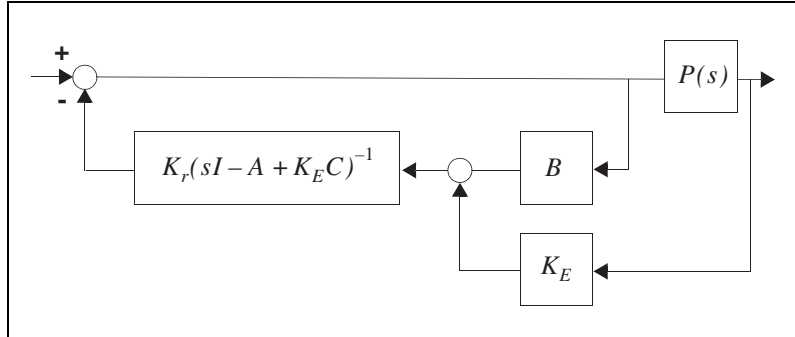 +
P(s)
-
K_r(sI – A + K_E C)^{–1}
B
K_E